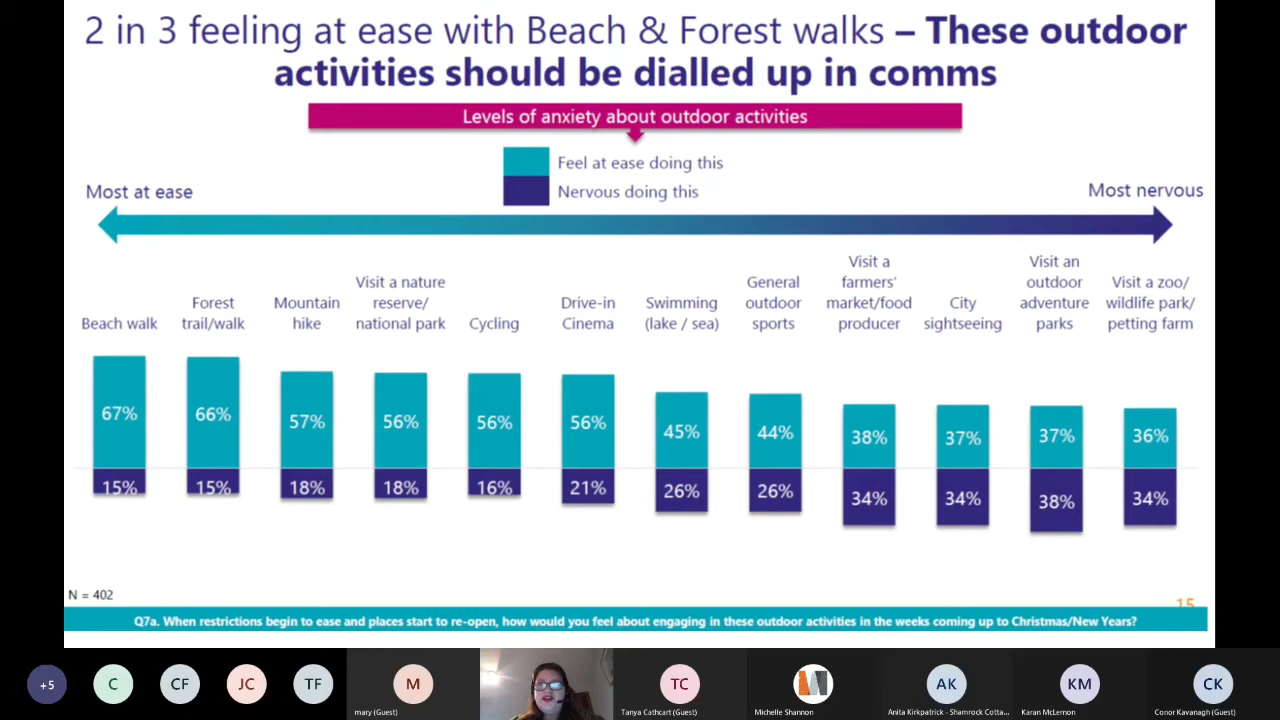 2 in 3 feeling at ease with Beach & Forest walks – These outdoor
activities should be dialled up in comms
Levels of anxiety about outdoor activities
Feel at ease doing this
Nervous doing this
Most at ease
Most nervous
Beach walk
Forest
trail/walk
Mountain
hike
Visit a nature
reserve/
national park
Cycling
Drive-in
Cinema
Swimming
(lake / sea)
General
outdoor
sports
Visit a
farmers'
market/food
producer
City
sightseeing
Visit an
outdoor
adventure
parks
Visit a zoo/
wildlife park/
petting farm
67% 66% 57% 56% 56% 56% 45% 44% 38% 37% 37% 36%
15% 15% 18% 18% 16% 21% 26% 26% 34% 34% 38% 34%
N = 402
15
Q7a. When restrictions begin to ease and places start to re-open, how would you feel about engaging in these outdoor activities in the weeks coming up to Christmas/New Years?
+5 C CF JC TF M TC AK KM CK
mary (Guest)
Tanya Cathcart (Guest)
Michelle Shannon
Anita Kirkpatrick - Shamrock Cotta...
Karan McLernon
Conor Kavanagh (Guest)